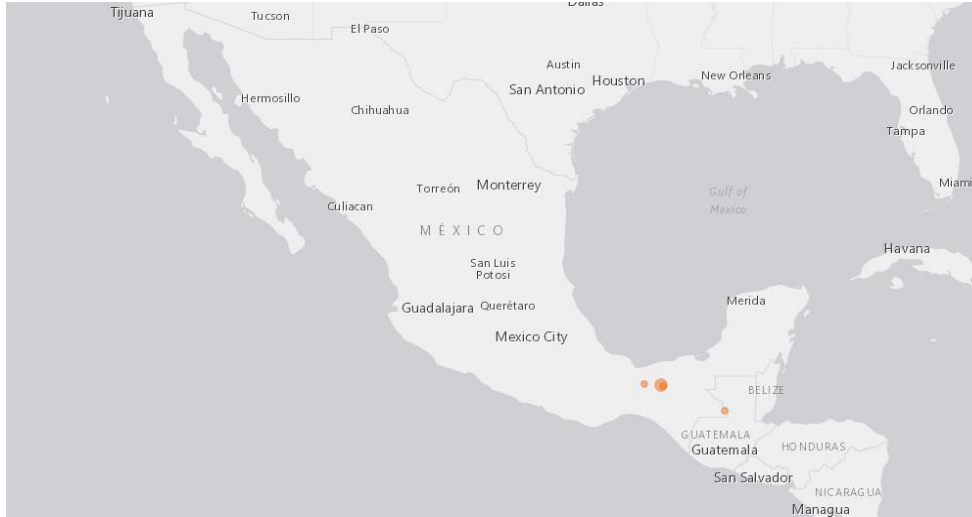 Dallas
Tijuana
Tucson
El Paso
Austin
Houston
San Antonio
New Orleans
Jacksonville
Hermosillo
Chihuahua
Orlando
Tampa
Torreón
Monterrey
Miami
Culiacan
Gulf of
Mexico
MÉXICO
Havana
San Luis
Potosi
Merida
Guadalajara
Querétaro
Mexico City
BELIZE
GUATEMALA
Guatemala
HONDURAS
San Salvador
NICARAGUA
Managua